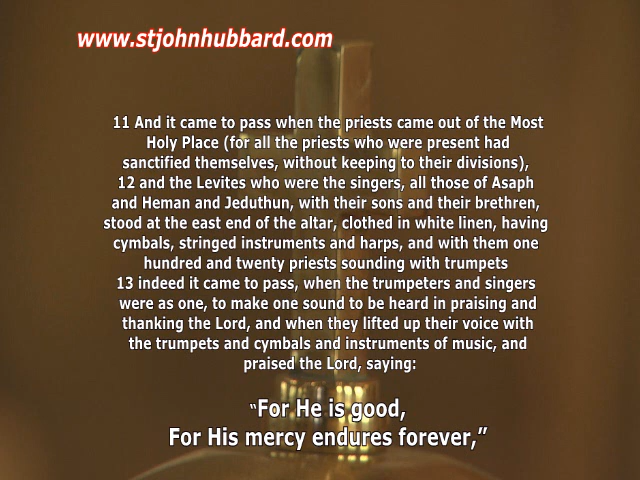 www.stjohnhubbard.com
11 And it came to pass when the priests came out of the Most
Holy Place (for all the priests who were present had
sanctified themselves, without keeping to their divisions),
12 and the Levites who were the singers, all those of Asaph
and Heman and Jeduthun, with their sons and their brethren,
stood at the east end of the altar, clothed in white linen, having
cymbals, stringed instruments and harps, and with them one
hundred and twenty priests sounding with trumpets
13 indeed it came to pass, when the trumpeters and singers
were as one, to make one sound to be heard in praising and
thanking the Lord, and when they lifted up their voice with
the trumpets and cymbals and instruments of music, and
praised the Lord, saying:
“For He is good,
For His mercy endures forever,”